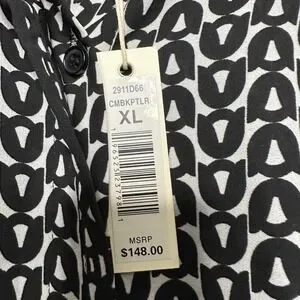 2911D66
CMBKPTLR
XL
MSRP
$148.00